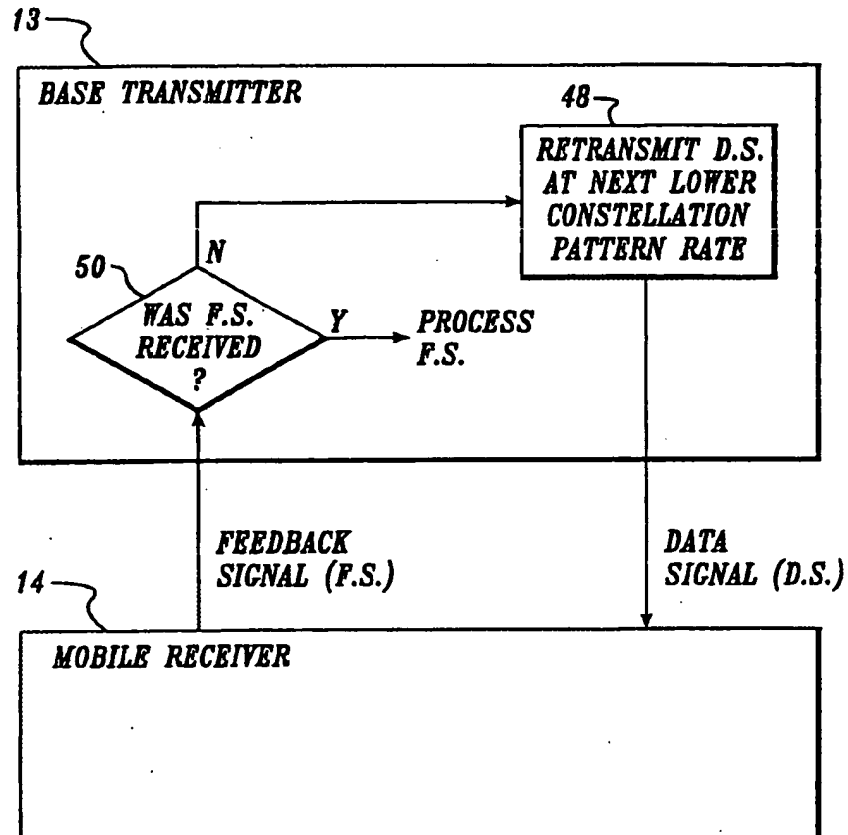 13
BASE TRANSMITTER
48
RETRANSMIT D.S.
AT NEXT LOWER
CONSTELLATION
PATTERN RATE
N
50
WAS F.S.
RECEIVED
?
Y
PROCESS
F.S.
FEEDBACK
SIGNAL (F.S.)
DATA
SIGNAL (D.S.)
14
MOBILE RECEIVER